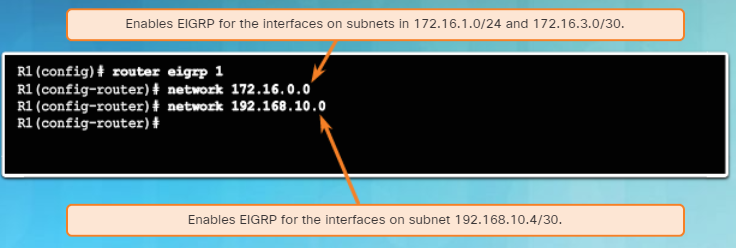 Enables EIGRP for the interfaces on subnets in 172.16.1.0/24 and 172.16.3.0/30.
R1(config)# router eigrp 1
R1(config-router)# network 172.16.0.0
R1(config-router)# network 192.168.10.0
R1(config-router)#
Enables EIGRP for the interfaces on subnet 192.168.10.4/30.